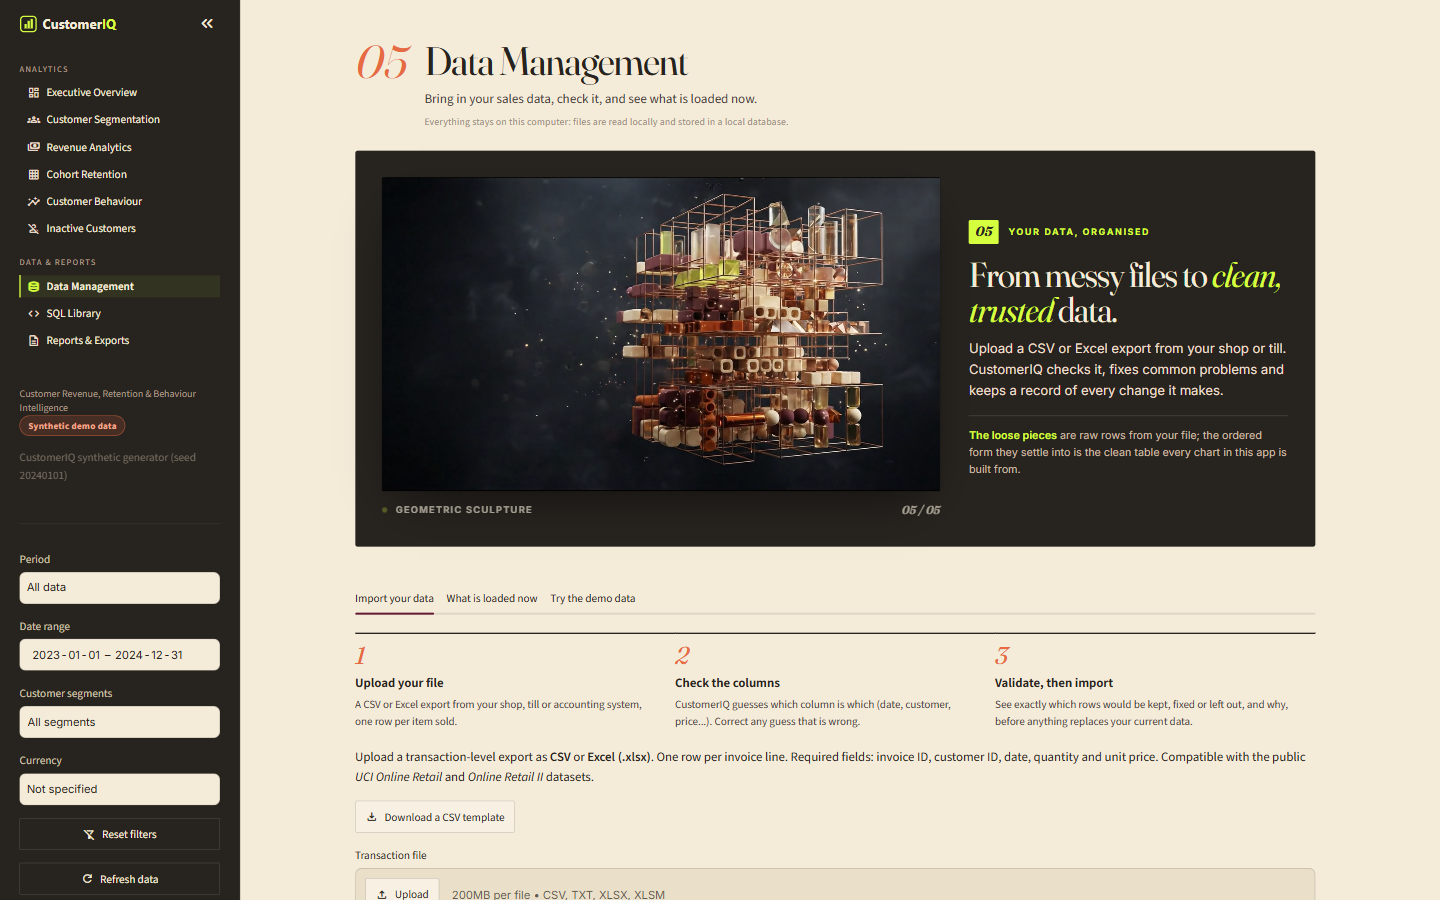 CustomerIQ
ANALYTICS
Executive Overview
Customer Segmentation
Revenue Analytics
Cohort Retention
Customer Behaviour
Inactive Customers
DATA & REPORTS
Data Management
SQL Library
Reports & Exports
Customer Revenue, Retention & Behaviour
Intelligence
Synthetic demo data
CustomerIQ synthetic generator (seed
20240101)
Period
All data
Date range
2023-01-01 – 2024-12-31
Customer segments
All segments
Currency
Not specified
Reset filters
Refresh data
05 Data Management
Bring in your sales data, check it, and see what is loaded now.
Everything stays on this computer: files are read locally and stored in a local database.
GEOMETRIC SCULPTURE
05 / 05
05 YOUR DATA, ORGANISED
From messy files to clean,
trusted data.
Upload a CSV or Excel export from your shop or till.
CustomerIQ checks it, fixes common problems and
keeps a record of every change it makes.
The loose pieces are raw rows from your file; the ordered
form they settle into is the clean table every chart in this app is
built from.
Import your data
What is loaded now
Try the demo data
1
Upload your file
A CSV or Excel export from your shop, till or accounting system,
one row per item sold.
2
Check the columns
CustomerIQ guesses which column is which (date, customer,
price...). Correct any guess that is wrong.
3
Validate, then import
See exactly which rows would be kept, fixed or left out, and why,
before anything replaces your current data.
Upload a transaction-level export as CSV or Excel (.xlsx). One row per invoice line. Required fields: invoice ID, customer ID, date, quantity and unit price. Compatible with the public
UCI Online Retail and Online Retail II datasets.
Download a CSV template
Transaction file
Upload
200MB per file • CSV, TXT, XLSX, XLSM